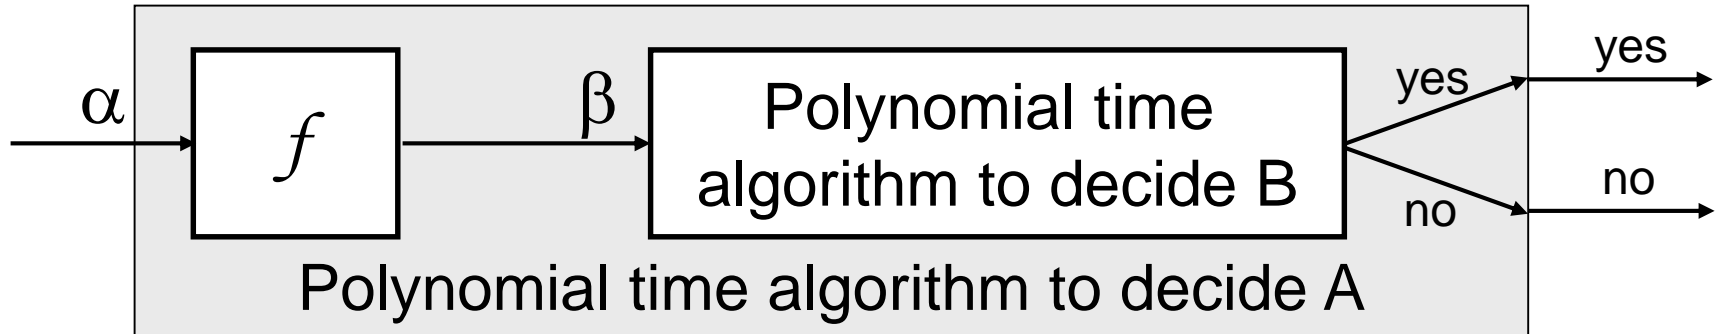 α
f
β
Polynomial time
algorithm to decide B
yes
no
yes
no
Polynomial time algorithm to decide A